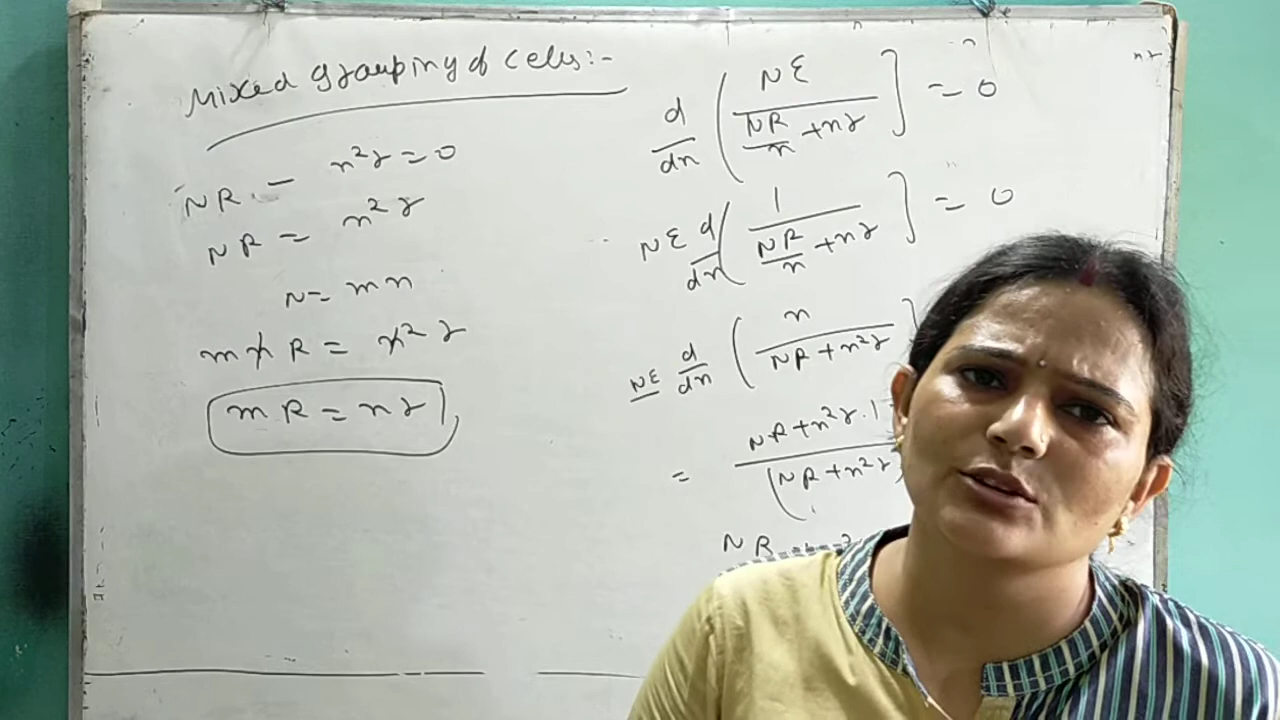 Mixed grouping of cells:-
NR - n²r = 0
NR = n²r
N = mn
mnR = n²r
mR = nr
d/dn [NE / (NR/n + nr)] = 0
NE d/dn [1 / (NR/n + nr)] = 0
NE d/dn [n / (NR + n²r)]
= NR + n²r . 1 / (NR + n²r
NR